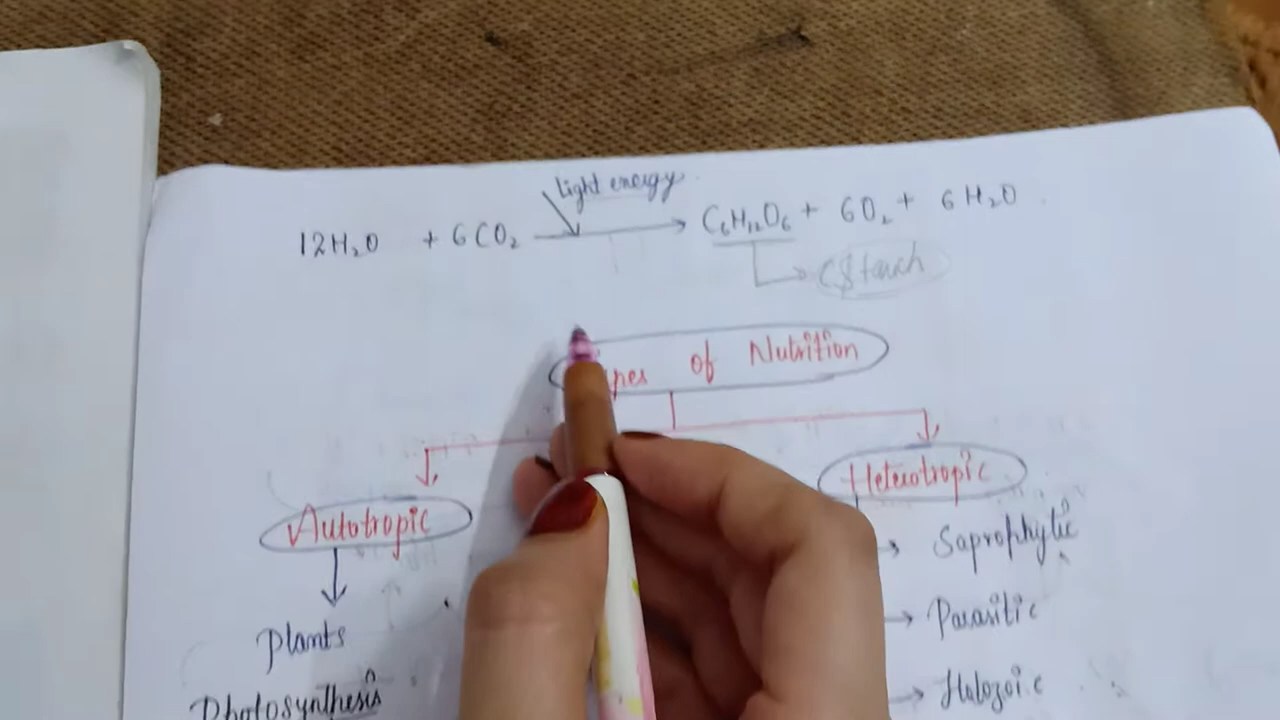 Light energy
12H₂O + 6CO₂ → C₆H₁₂O₆ + 6O₂ + 6H₂O
→ Starch
of Nutrition
Autotropic
Heterotropic
→ Saprophytic
Plants
→ Parasitic
Photosynthesis
→ Holozoic